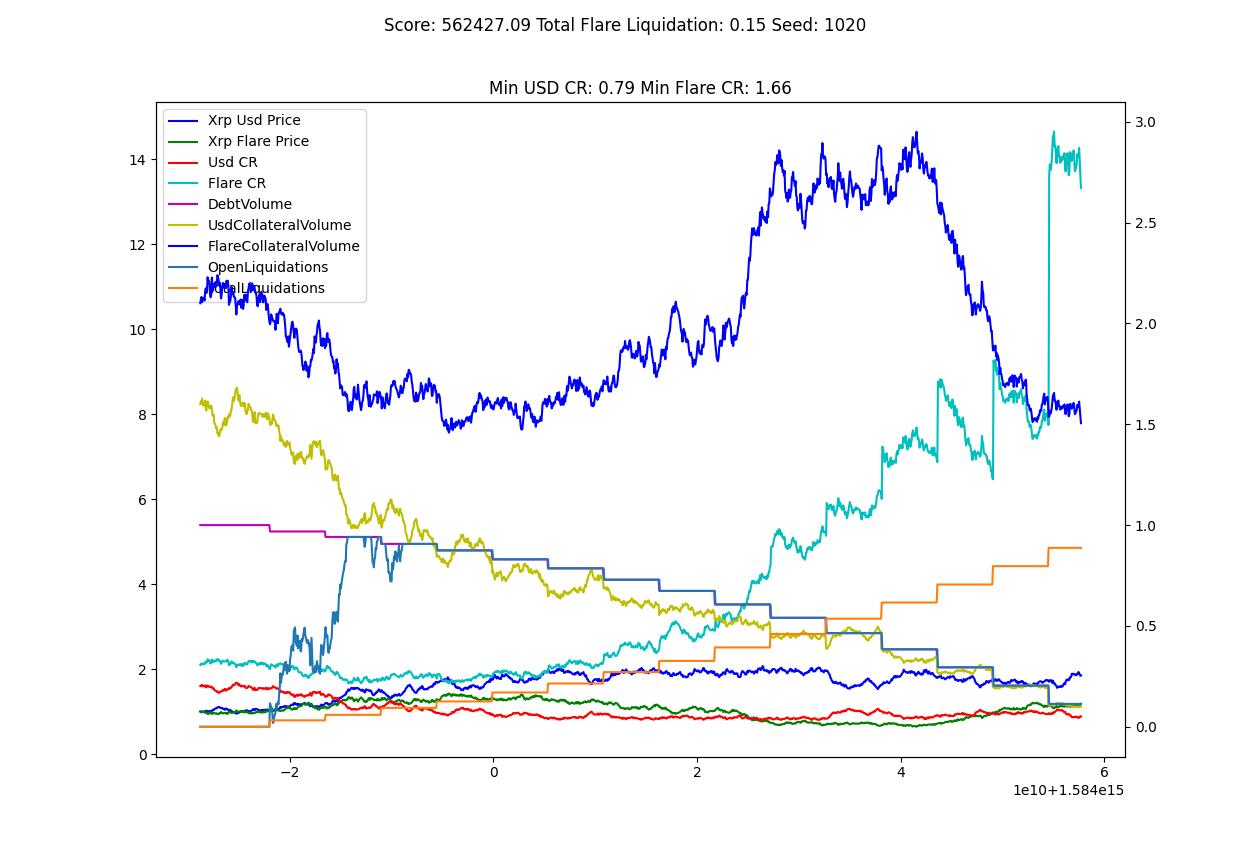 Score: 562427.09 Total Flare Liquidation: 0.15 Seed: 1020
Min USD CR: 0.79 Min Flare CR: 1.66
Xrp Usd Price
Xrp Flare Price
Usd CR
Flare CR
DebtVolume
UsdCollateralVolume
FlareCollateralVolume
OpenLiquidations
TotalLiquidations
14
12
10
8
6
4
2
0
3.0
2.5
2.0
1.5
1.0
0.5
0.0
−2 0 2 4 6
1e10+1.584e15